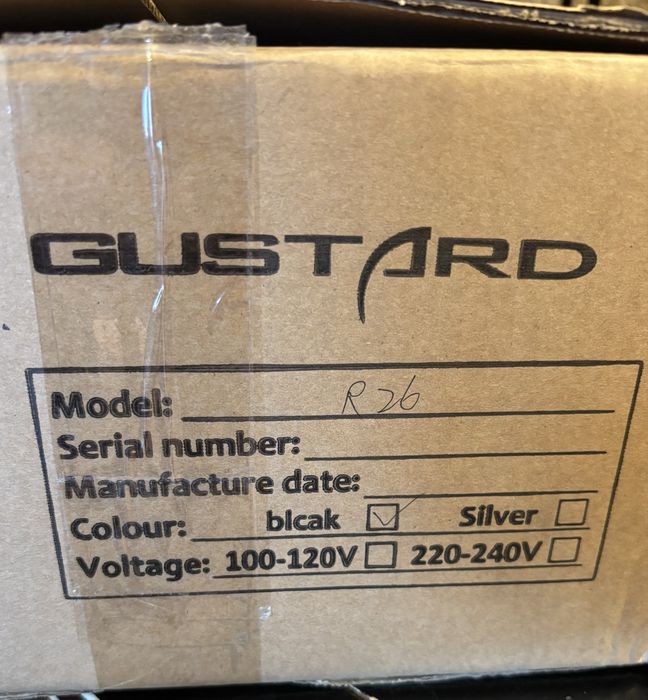 GUSTARD
Model: R26
Serial number:
Manufacture date:
Colour: blcak ☑ Silver ☐
Voltage: 100-120V ☐ 220-240V ☐